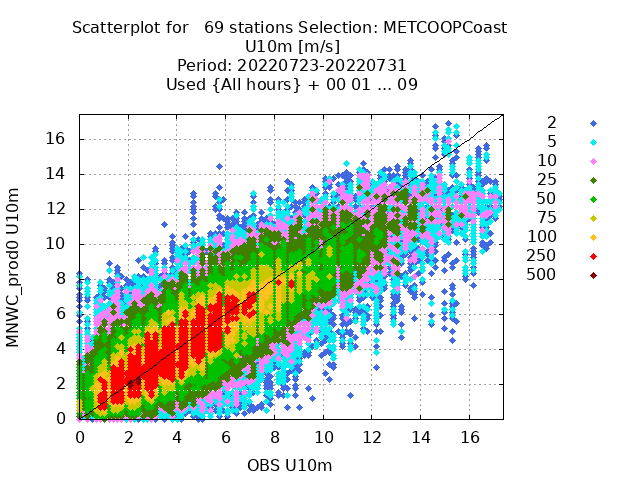 Scatterplot for 69 stations Selection: METCOOPCoast
U10m [m/s]
Period: 20220723-20220731
Used {All hours} + 00 01 ... 09
MNWC_prod0 U10m
16
14
12
10
8
6
4
2
0
0 2 4 6 8 10 12 14 16
OBS U10m
2
5
10
25
50
75
100
250
500